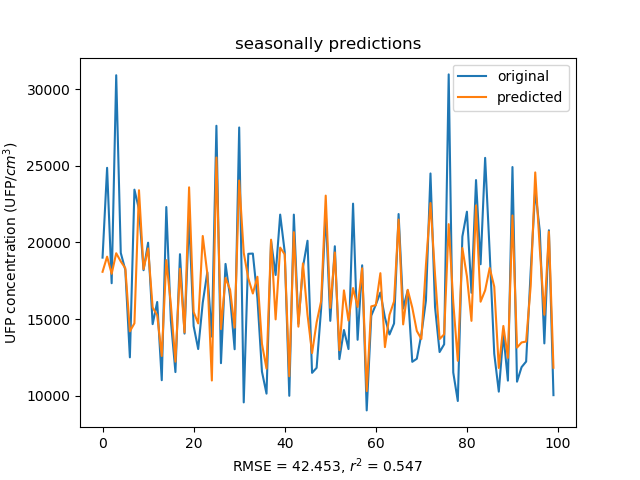 seasonally predictions
original
predicted
UFP concentration (UFP/cm³)
30000
25000
20000
15000
10000
0 20 40 60 80 100
RMSE = 42.453, r² = 0.547